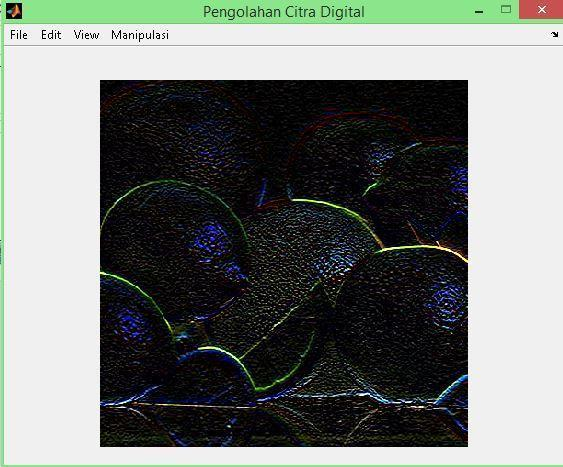 Pengolahan Citra Digital
File Edit View Manipulasi